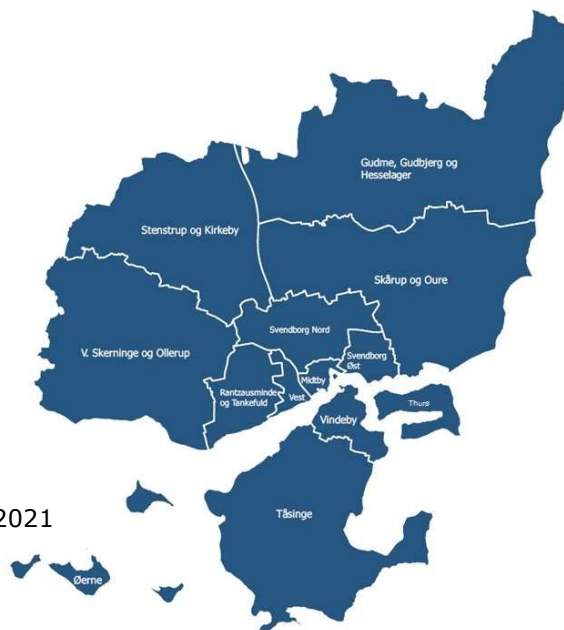 Gudme, Gudbjerg og
Hesselager
Stenstrup og Kirkeby
Skårup og Oure
Svendborg Nord
V. Skerninge og Ollerup
Svendborg
Øst
Midtby
Rantzausminde
og Tankefuld
Vest
Thurø
Vindeby
Tåsinge
2021
Øerne